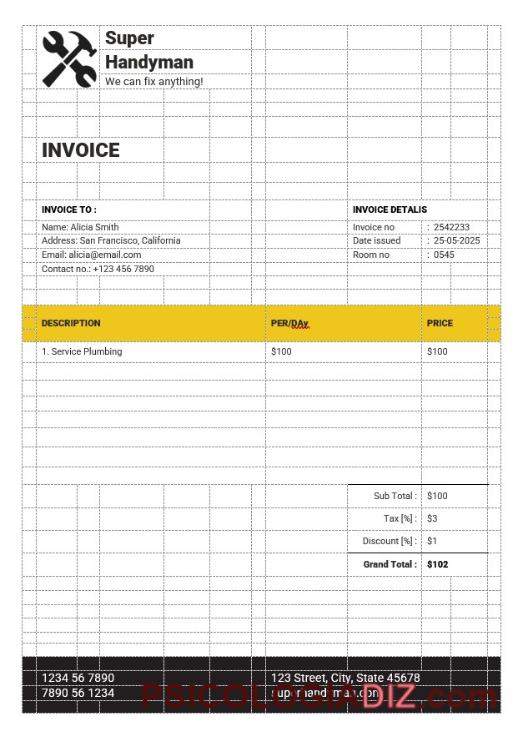 Super
Handyman
We can fix anything!
INVOICE
INVOICE TO :
Name: Alicia Smith
Address: San Francisco, California
Email: alicia@email.com
Contact no.: +123 456 7890
INVOICE DETALIS
Invoice no : 2542233
Date issued : 25-05-2025
Room no : 0545
DESCRIPTION PER/DAy PRICE
1. Service Plumbing $100 $100
Sub Total : $100
Tax [%] : $3
Discount [%] : $1
Grand Total : $102
1234 56 7890 123 Street, City, State 45678
7890 56 1234 superhandyman.com
PSICOLOGIADIZ.com